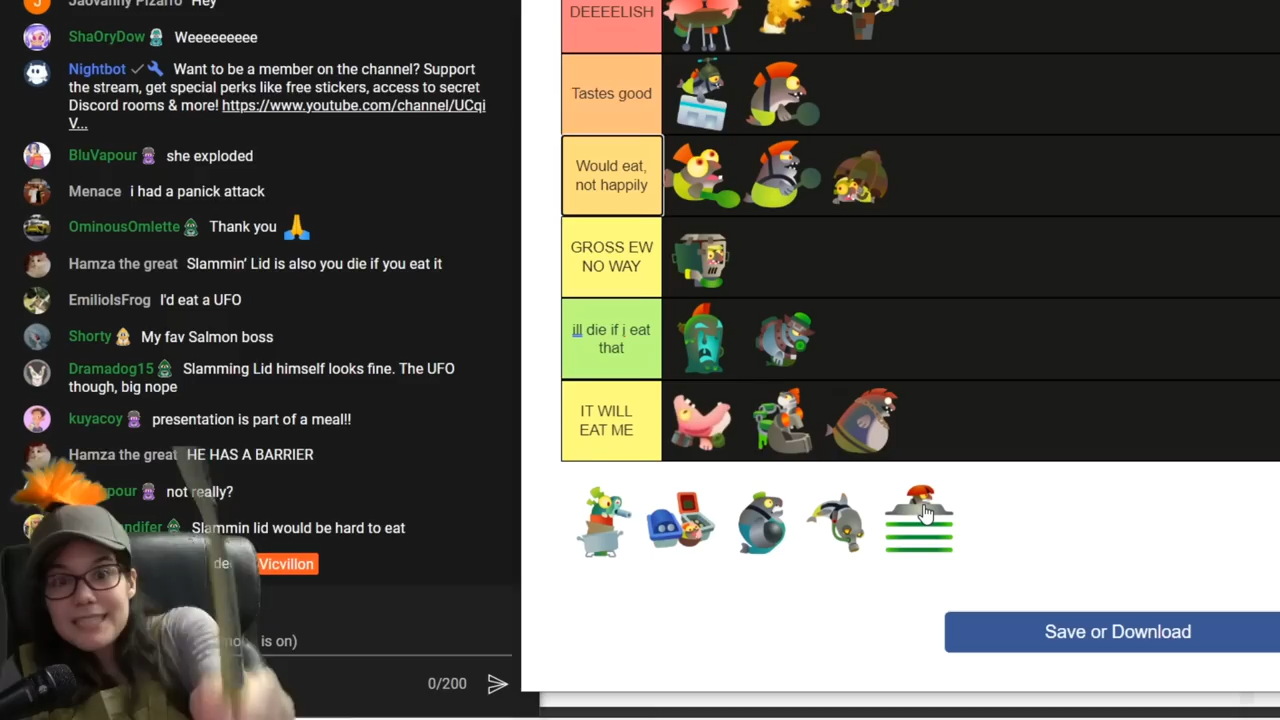 Jaovanny Pizarro Hey
ShaOryDow Weeeeeeeee
Nightbot Want to be a member on the channel? Support
the stream, get special perks like free stickers, access to secret
Discord rooms & more! https://www.youtube.com/channel/UCqi
V...
BluVapour she exploded
Menace i had a panick attack
OminousOmlette Thank you 🙏
Hamza the great Slammin' Lid is also you die if you eat it
EmilioIsFrog I'd eat a UFO
Shorty My fav Salmon boss
Dramadog15 Slamming Lid himself looks fine. The UFO
though, big nope
kuyacoy presentation is part of a meal!!
Hamza the great HE HAS A BARRIER
not really?
Slammin lid would be hard to eat
Vicvillon
is on)
0/200
DEEEELISH
Tastes good
Would eat,
not happily
GROSS EW
NO WAY
ill die if i eat
that
IT WILL
EAT ME
Save or Download